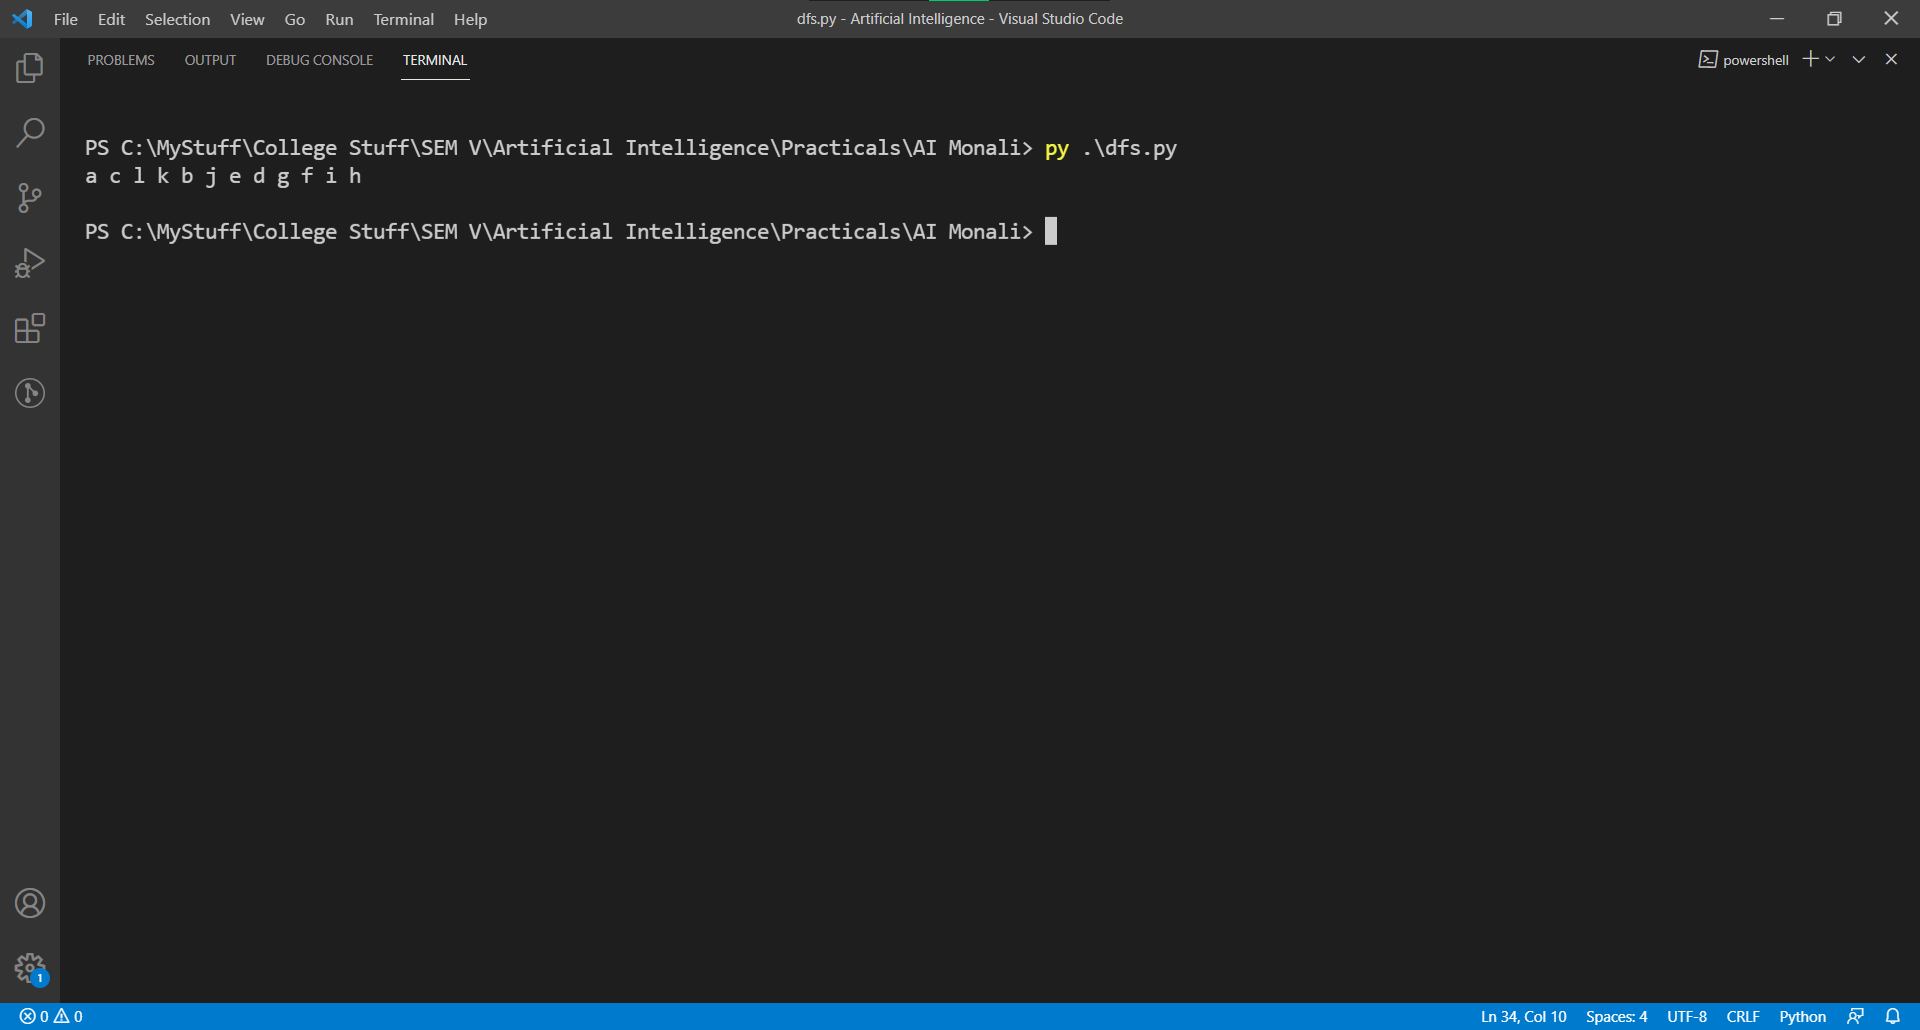 File Edit Selection View Go Run Terminal Help
dfs.py - Artificial Intelligence - Visual Studio Code
PROBLEMS OUTPUT DEBUG CONSOLE TERMINAL
powershell
PS C:\MyStuff\College Stuff\SEM V\Artificial Intelligence\Practicals\AI Monali> py .\dfs.py
a c l k b j e d g f i h
PS C:\MyStuff\College Stuff\SEM V\Artificial Intelligence\Practicals\AI Monali>
1
0 0
Ln 34, Col 10 Spaces: 4 UTF-8 CRLF Python